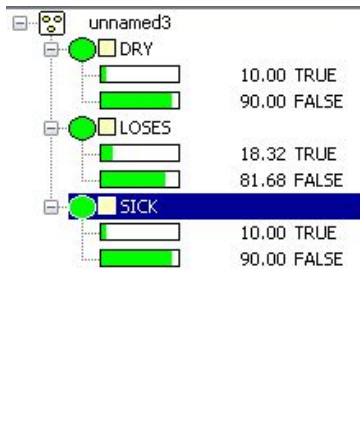 unnamed3
DRY
10.00 TRUE
90.00 FALSE
LOSES
18.32 TRUE
81.68 FALSE
SICK
10.00 TRUE
90.00 FALSE